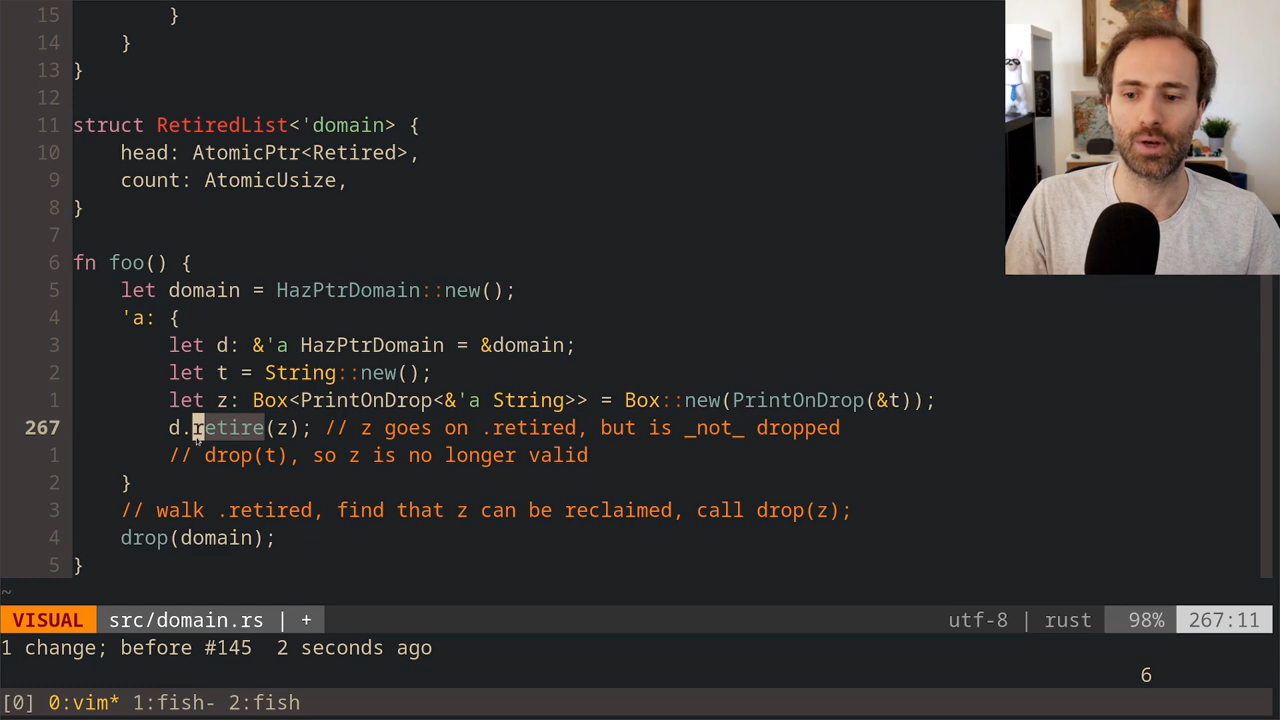 15         }
14     }
13 }
12
11 struct RetiredList<'domain> {
10     head: AtomicPtr<Retired>,
9     count: AtomicUsize,
8 }
7
6 fn foo() {
5     let domain = HazPtrDomain::new();
4     'a: {
3         let d: &'a HazPtrDomain = &domain;
2         let t = String::new();
1         let z: Box<PrintOnDrop<&'a String>> = Box::new(PrintOnDrop(&t));
267         d.retire(z); // z goes on .retired, but is _not_ dropped
1         // drop(t), so z is no longer valid
2     }
3     // walk .retired, find that z can be reclaimed, call drop(z);
4     drop(domain);
5 }
~
VISUAL src/domain.rs | + utf-8 | rust 98% 267:11
1 change; before #145  2 seconds ago
6
[0] 0:vim* 1:fish- 2:fish